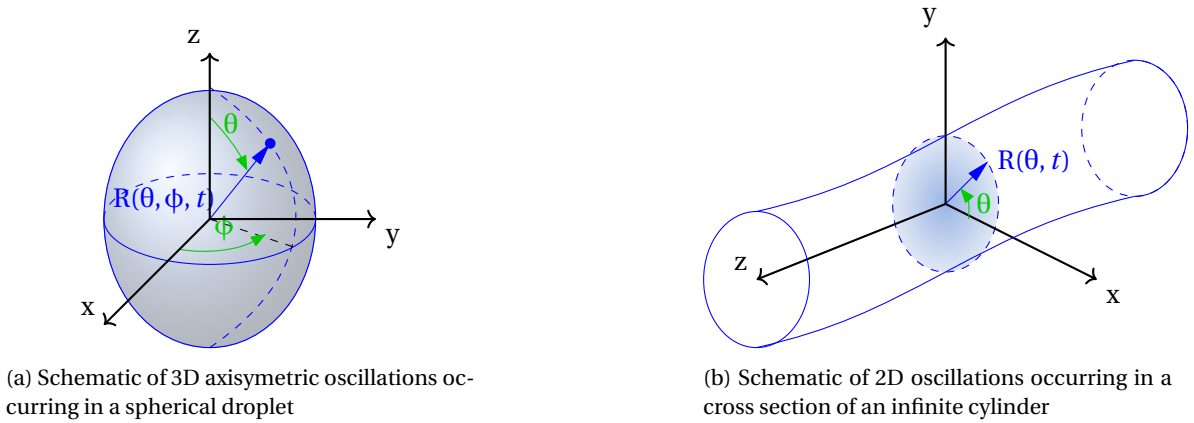 z
θ
R(θ, ϕ, t)
ϕ
y
x
(a) Schematic of 3D axisymetric oscillations oc-
curring in a spherical droplet
y
R(θ, t)
θ
z
x
(b) Schematic of 2D oscillations occurring in a
cross section of an infinite cylinder